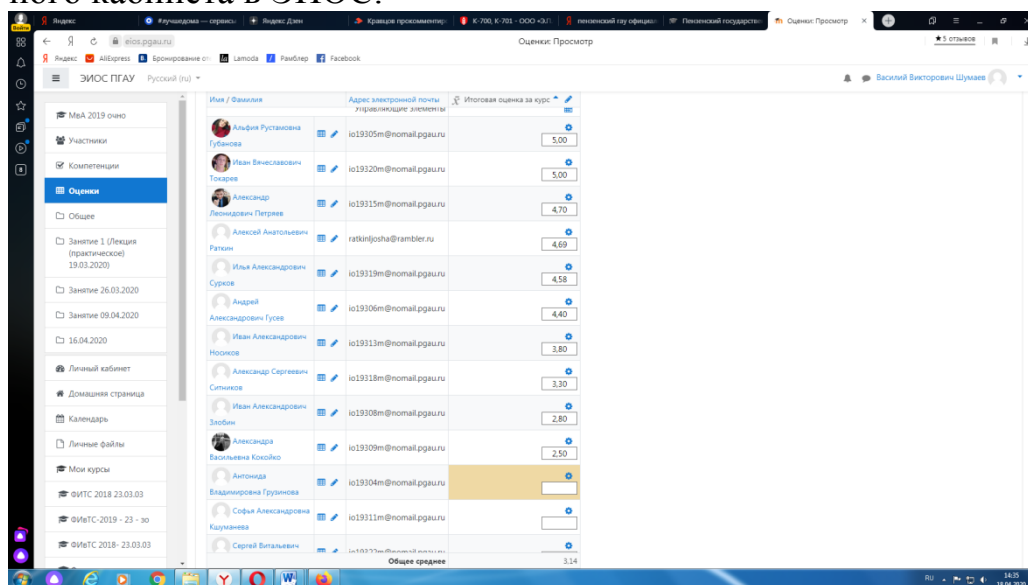 ного кабинета в ЭИОС:
Яндекс
#лучшедома — сервисы
Яндекс Дзен
Кравцов прокомментир
К-700, К-701 - ООО «ЭЛ
пензенский гау официал
Пензенский государстве
Оценки: Просмотр
Войти
eios.pgau.ru
Оценки: Просмотр
★ 5 отзывов
Яндекс
AliExpress
Бронирование от
Lamoda
Рамблер
Facebook
ЭИОС ПГАУ
Русский (ru)
Василий Викторович Шумаев
МвА 2019 очно
Участники
Компетенции
Оценки
Общее
Занятие 1 (Лекция
(практическое)
19.03.2020)
Занятие 26.03.2020
Занятие 09.04.2020
16.04.2020
Личный кабинет
Домашняя страница
Календарь
Личные файлы
Мои курсы
ФИТС 2018 23.03.03
ФИВТС-2019 - 23 - зо
ФИВТС 2018- 23.03.03
Имя / Фамилия
Адрес электронной почты
Итоговая оценка за курс
Управляющие элементы
Альфия Рустамовна
Губанова
io19305m@nomail.pgau.ru
5,00
Иван Вячеславович
Токарев
io19320m@nomail.pgau.ru
5,00
Александр
Леонидович Петряев
io19315m@nomail.pgau.ru
4,70
Алексей Анатольевич
Раткин
ratkinljosha@rambler.ru
4,69
Илья Александрович
Сурков
io19319m@nomail.pgau.ru
4,58
Андрей
Александрович Гусев
io19306m@nomail.pgau.ru
4,40
Иван Александрович
Носиков
io19313m@nomail.pgau.ru
3,80
Александр Сергеевич
Ситников
io19318m@nomail.pgau.ru
3,30
Иван Александрович
Злобин
io19308m@nomail.pgau.ru
2,80
Александра
Васильевна Кокойко
io19309m@nomail.pgau.ru
2,50
Антонида
Владимировна Грузинова
io19304m@nomail.pgau.ru
Софья Александровна
Кшуманева
io19311m@nomail.pgau.ru
Сергей Витальевич
io19322m@nomail.pgau.ru
Общее среднее
3,14
RU
14:35
18.04.2020